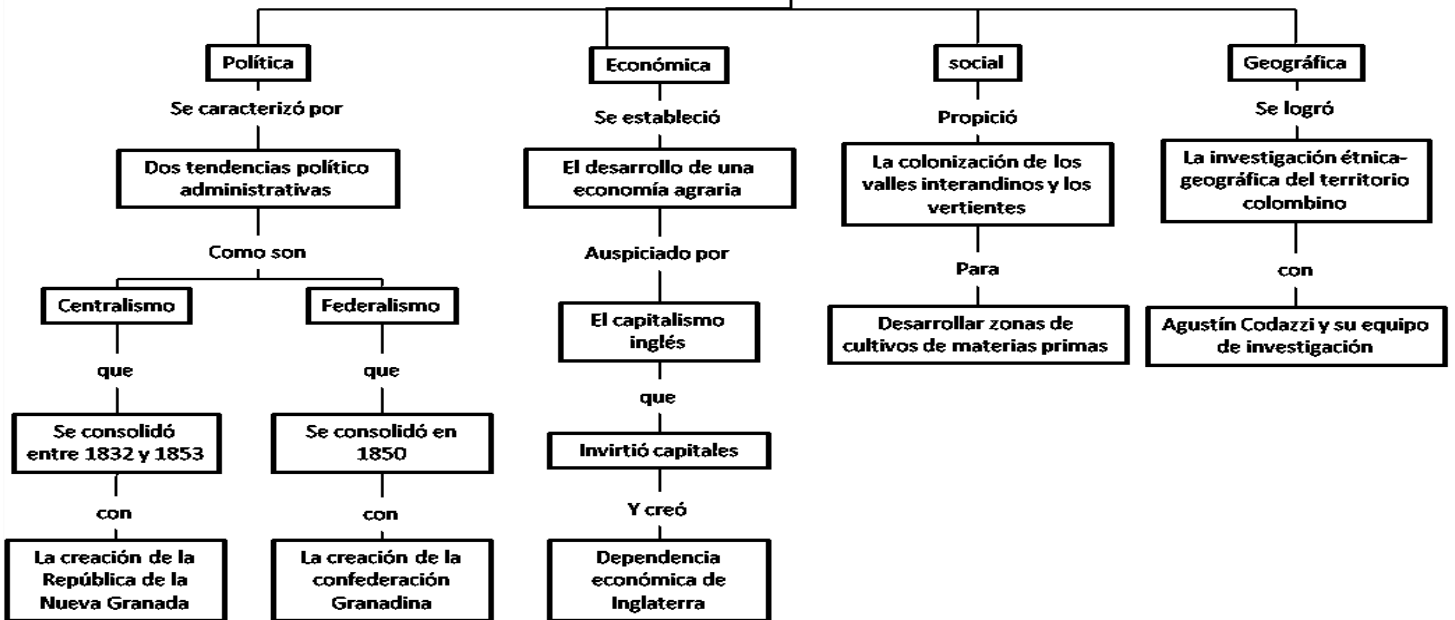 Política
Se caracterizó por
Dos tendencias político
administrativas
Como son
Centralismo
que
Se consolidó
entre 1832 y 1853
con
La creación de la
República de la
Nueva Granada
Federalismo
que
Se consolidó en
1850
con
La creación de la
confederación
Granadina
Económica
Se estableció
El desarrollo de una
economía agraria
Auspiciado por
El capitalismo
inglés
que
Invirtió capitales
Y creó
Dependencia
económica de
Inglaterra
social
Propició
La colonización de los
valles interandinos y los
vertientes
Para
Desarrollar zonas de
cultivos de materias primas
Geográfica
Se logró
La investigación étnica-
geográfica del territorio
colombino
con
Agustín Codazzi y su equipo
de investigación